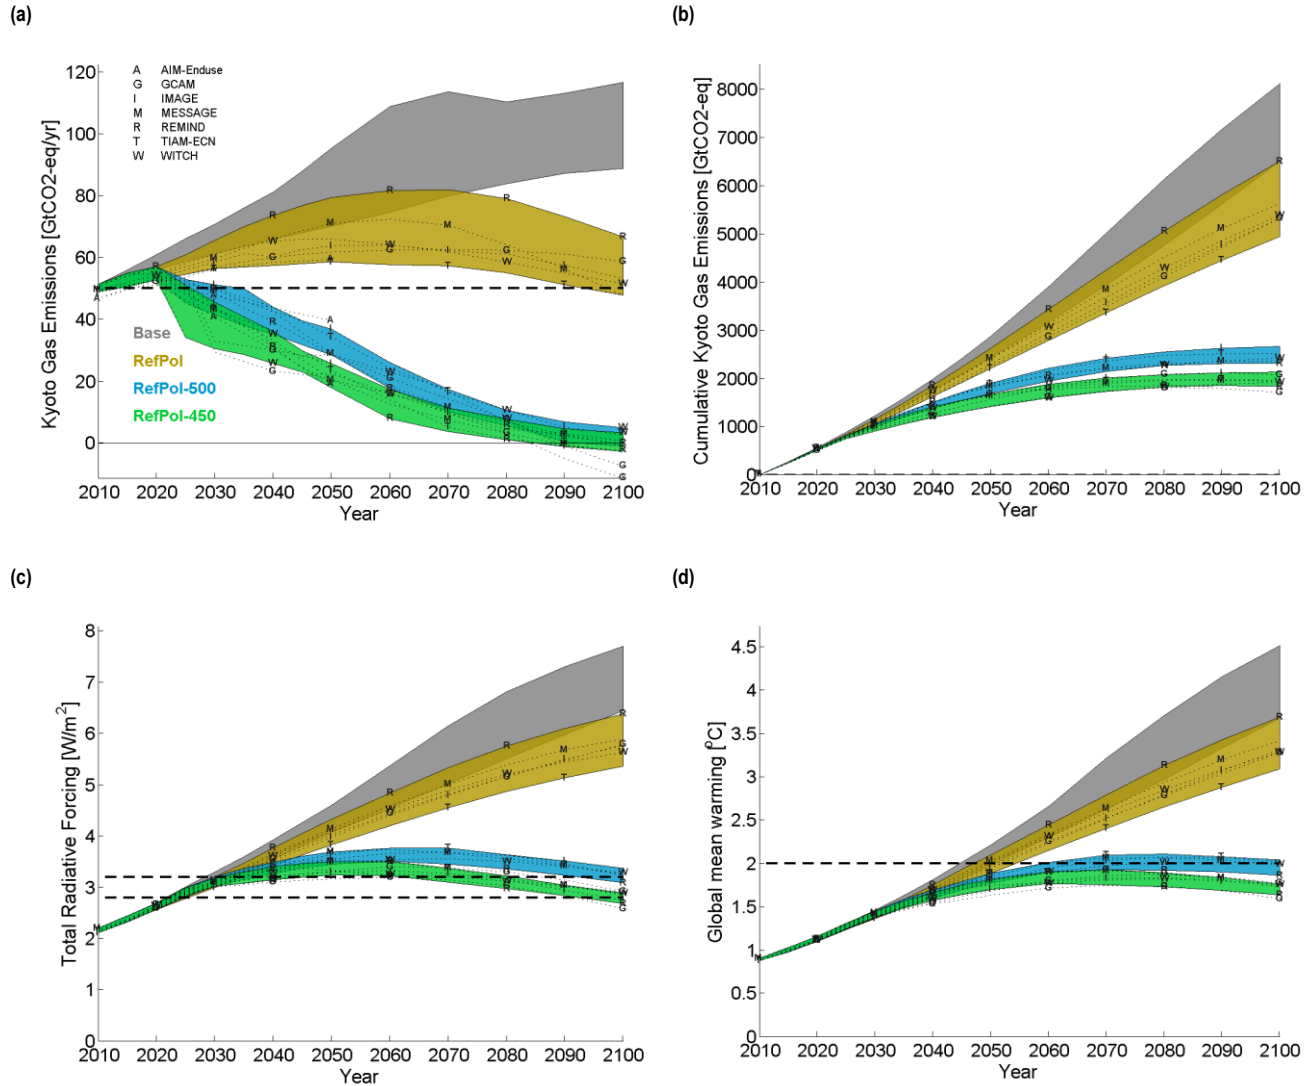 (a)
Kyoto Gas Emissions [GtCO2-eq/yr]
120
100
80
60
40
20
0
A AIM-Enduse
G GCAM
I IMAGE
M MESSAGE
R REMIND
T TIAM-ECN
W WITCH
Base
RefPol
RefPol-500
RefPol-450
2010 2020 2030 2040 2050 2060 2070 2080 2090 2100
Year
(b)
Cumulative Kyoto Gas Emissions [GtCO2-eq]
8000
7000
6000
5000
4000
3000
2000
1000
0
2010 2020 2030 2040 2050 2060 2070 2080 2090 2100
Year
(c)
Total Radiative Forcing [W/m2]
8
7
6
5
4
3
2
1
0
2010 2020 2030 2040 2050 2060 2070 2080 2090 2100
Year
(d)
Global mean warming [oC]
4.5
4
3.5
3
2.5
2
1.5
1
0.5
0
2010 2020 2030 2040 2050 2060 2070 2080 2090 2100
Year